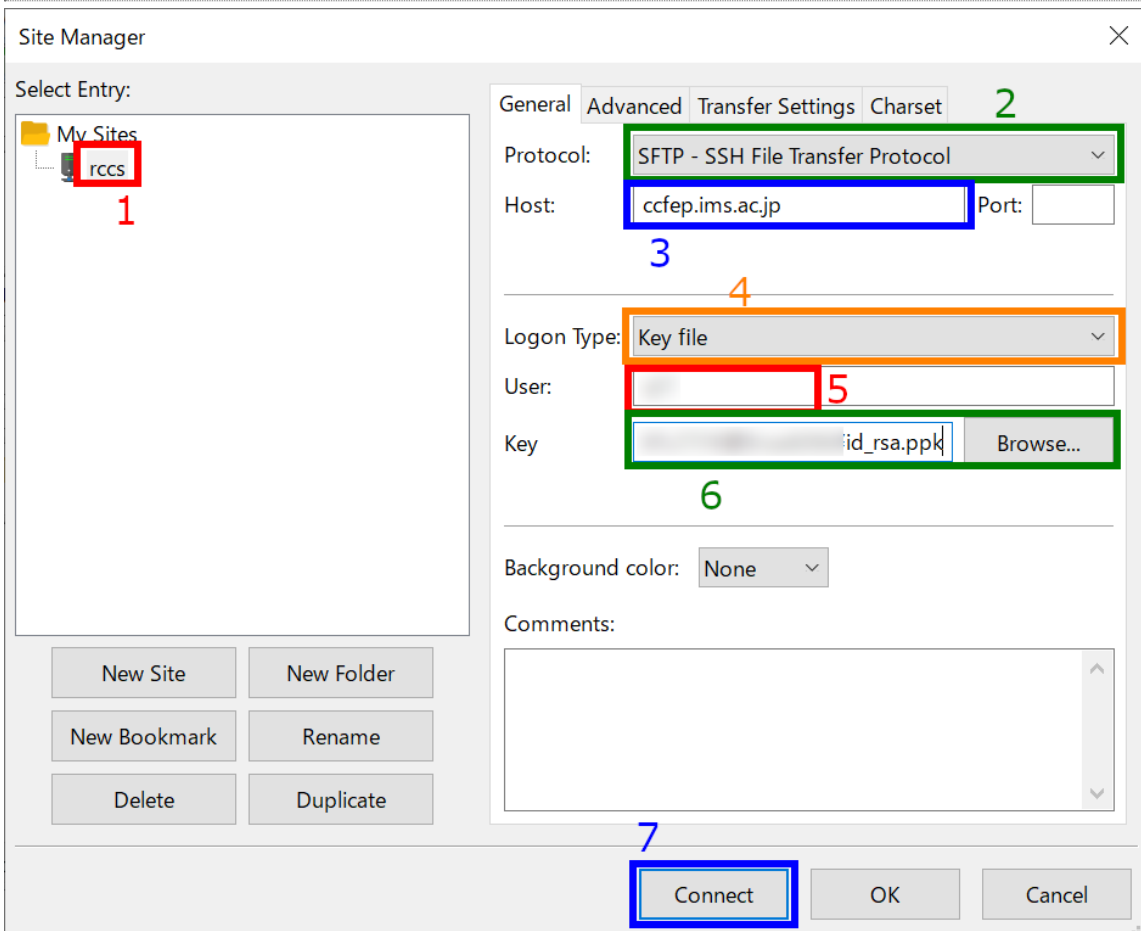 Site Manager
Select Entry:
My Sites
rccs
1
General Advanced Transfer Settings Charset
2
Protocol: SFTP - SSH File Transfer Protocol
Host: ccfep.ims.ac.jp Port:
3
4
Logon Type: Key file
User:
5
Key id_rsa.ppk Browse...
6
Background color: None
Comments:
New Site New Folder
New Bookmark Rename
Delete Duplicate
7
Connect OK Cancel